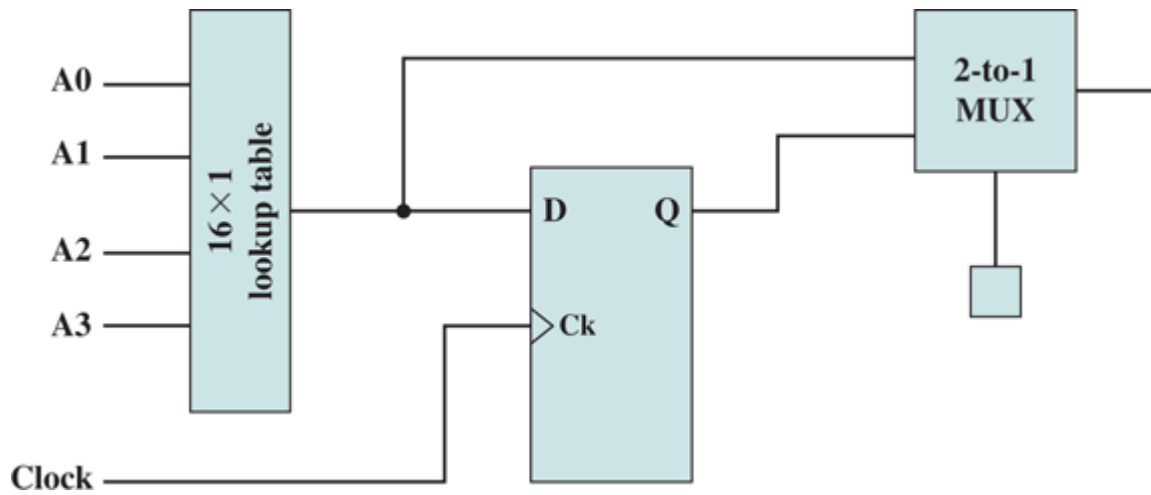 A0
A1
A2
A3
Clock
16×1
lookup table
D
Q
Ck
2-to-1
MUX